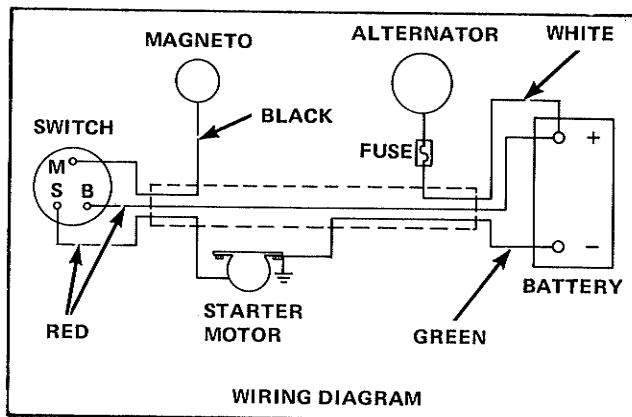 MAGNETO
ALTERNATOR
WHITE
BLACK
SWITCH
FUSE
M
S B
+
-
STARTER
MOTOR
BATTERY
RED
GREEN
WIRING DIAGRAM